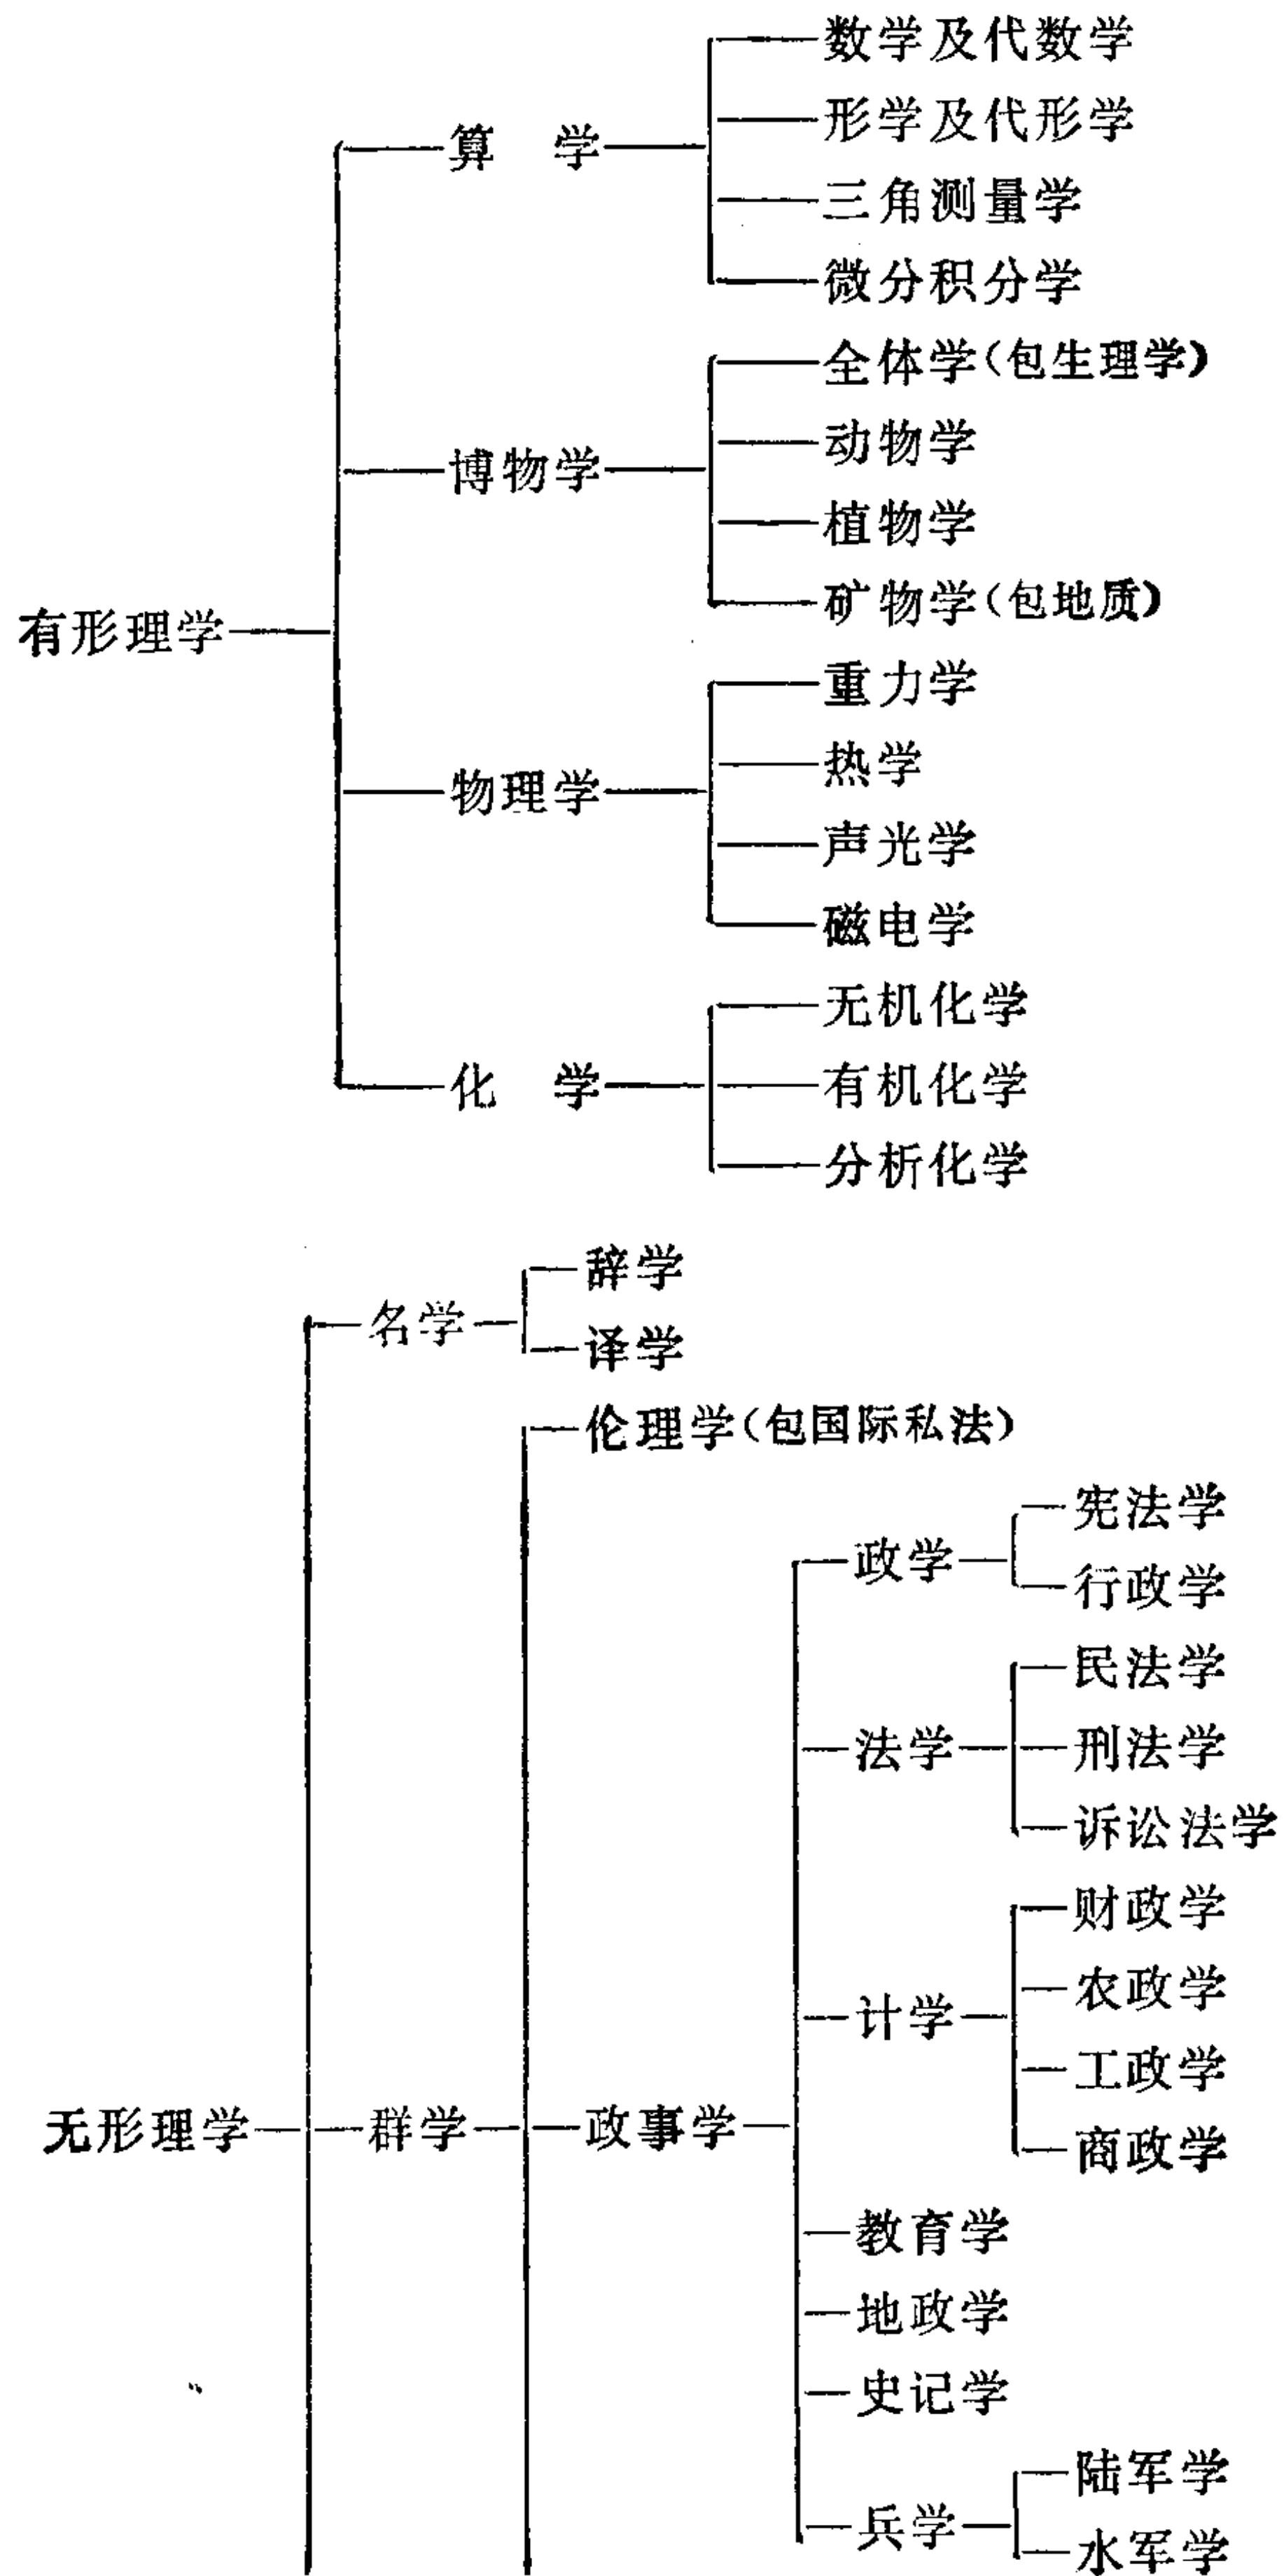 数学及代数学
形学及代形学
算 学
三角测量学
微分积分学
全体学(包生理学)
动物学
博物学
植物学
矿物学(包地质)
有形理学
重力学
热学
物理学
声光学
磁电学
无机化学
化 学
有机化学
分析化学
辞学
名学
译学
伦理学(包国际私法)
宪法学
政学
行政学
民法学
法学
刑法学
诉讼法学
财政学
农政学
计学
工政学
商政学
无形理学
群学
政事学
教育学
地政学
史记学
陆军学
兵学
水军学